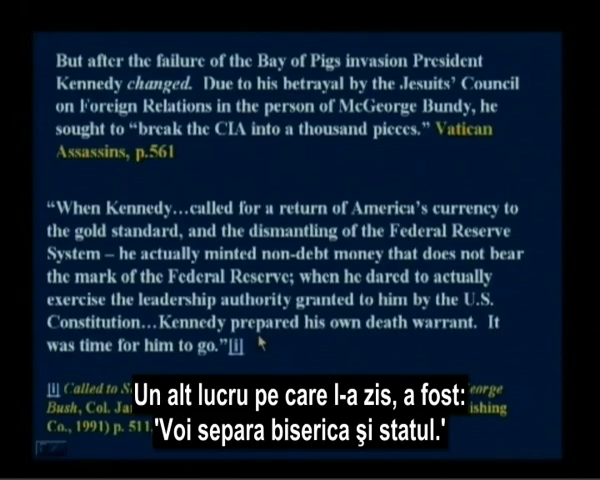 But after the failure of the Bay of Pigs invasion President
Kennedy changed. Due to his betrayal by the Jesuits' Council
on Foreign Relations in the person of McGeorge Bundy, he
sought to “break the CIA into a thousand pieces.” Vatican
Assassins, p.561
“When Kennedy…called for a return of America's currency to
the gold standard, and the dismantling of the Federal Reserve
System – he actually minted non-debt money that does not bear
the mark of the Federal Reserve; when he dared to actually
exercise the leadership authority granted to him by the U.S.
Constitution…Kennedy prepared his own death warrant. It
was time for him to go.”[i]
[i] Called to
Bush, Col.
Co., 1991) p. 511.
Un alt lucru pe care l-a zis, a fost:
'Voi separa biserica şi statul.'